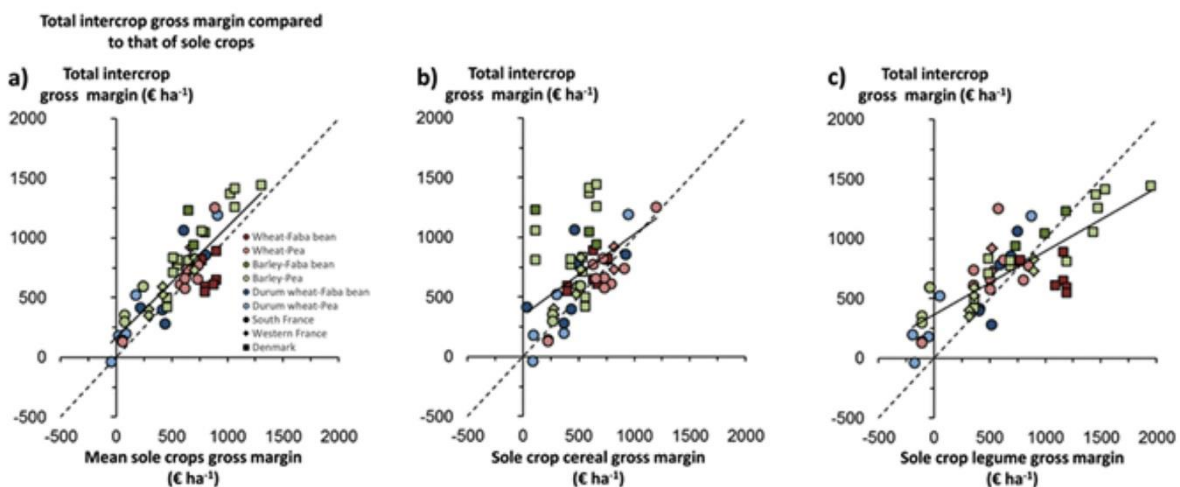 Total intercrop gross margin compared
to that of sole crops
a)
Total intercrop
gross margin (€ ha⁻¹)
2000
1500
1000
500
0
-500
-500 0 500 1000 1500 2000
Mean sole crops gross margin
(€ ha⁻¹)
Wheat-Faba bean
Wheat-Pea
Barley-Faba bean
Barley-Pea
Durum wheat-Faba bean
Durum wheat-Pea
South France
Western France
Denmark
b)
Total intercrop
gross margin (€ ha⁻¹)
2000
1500
1000
500
0
-500
-500 0 500 1000 1500 2000
Sole crop cereal gross margin
(€ ha⁻¹)
c)
Total intercrop
gross margin (€ ha⁻¹)
2000
1500
1000
500
0
-500
-500 0 500 1000 1500 2000
Sole crop legume gross margin
(€ ha⁻¹)